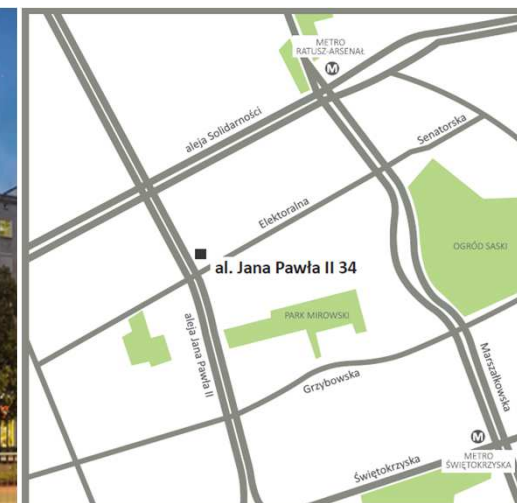 METRO
RATUSZ-ARSENAŁ
M
aleja Solidarności
Senatorska
Elektoralna
OGRÓD SASKI
al. Jana Pawła II 34
PARK MIROWSKI
aleja Jana Pawła II
Marszałkowska
Grzybowska
M
METRO
ŚWIĘTOKRZYSKA
Świętokrzyska